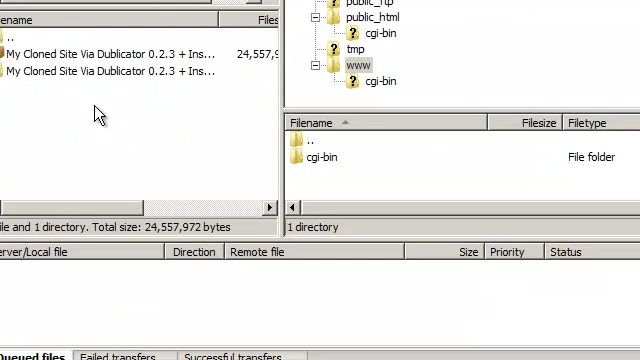 public_ftp
public_html
cgi-bin
tmp
www
cgi-bin
ename
Files
..
My Cloned Site Via Dublicator 0.2.3 + Ins...
24,557,9
My Cloned Site Via Dublicator 0.2.3 + Ins...
ile and 1 directory. Total size: 24,557,972 bytes
Filename
Filesize
Filetype
..
cgi-bin
File folder
1 directory
erver/Local file
Direction
Remote file
Size
Priority
Status
Queued files
Failed transfers
Successful transfers